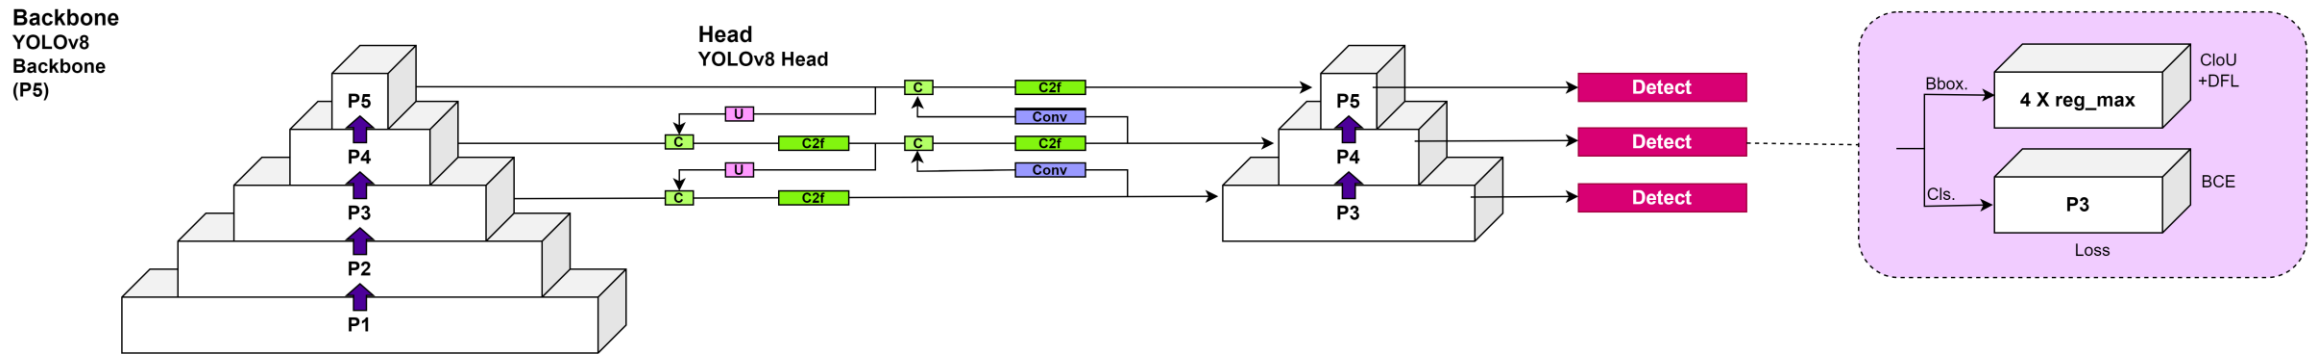 Backbone
YOLOv8
Backbone
(P5)
P5
P4
P3
P2
P1
Head
YOLOv8 Head
C
C2f
U
Conv
C
C2f
C
C2f
U
Conv
C
C2f
P5
P4
P3
Detect
Detect
Detect
Bbox.
4 X reg_max
CIoU
+DFL
Cls.
P3
BCE
Loss